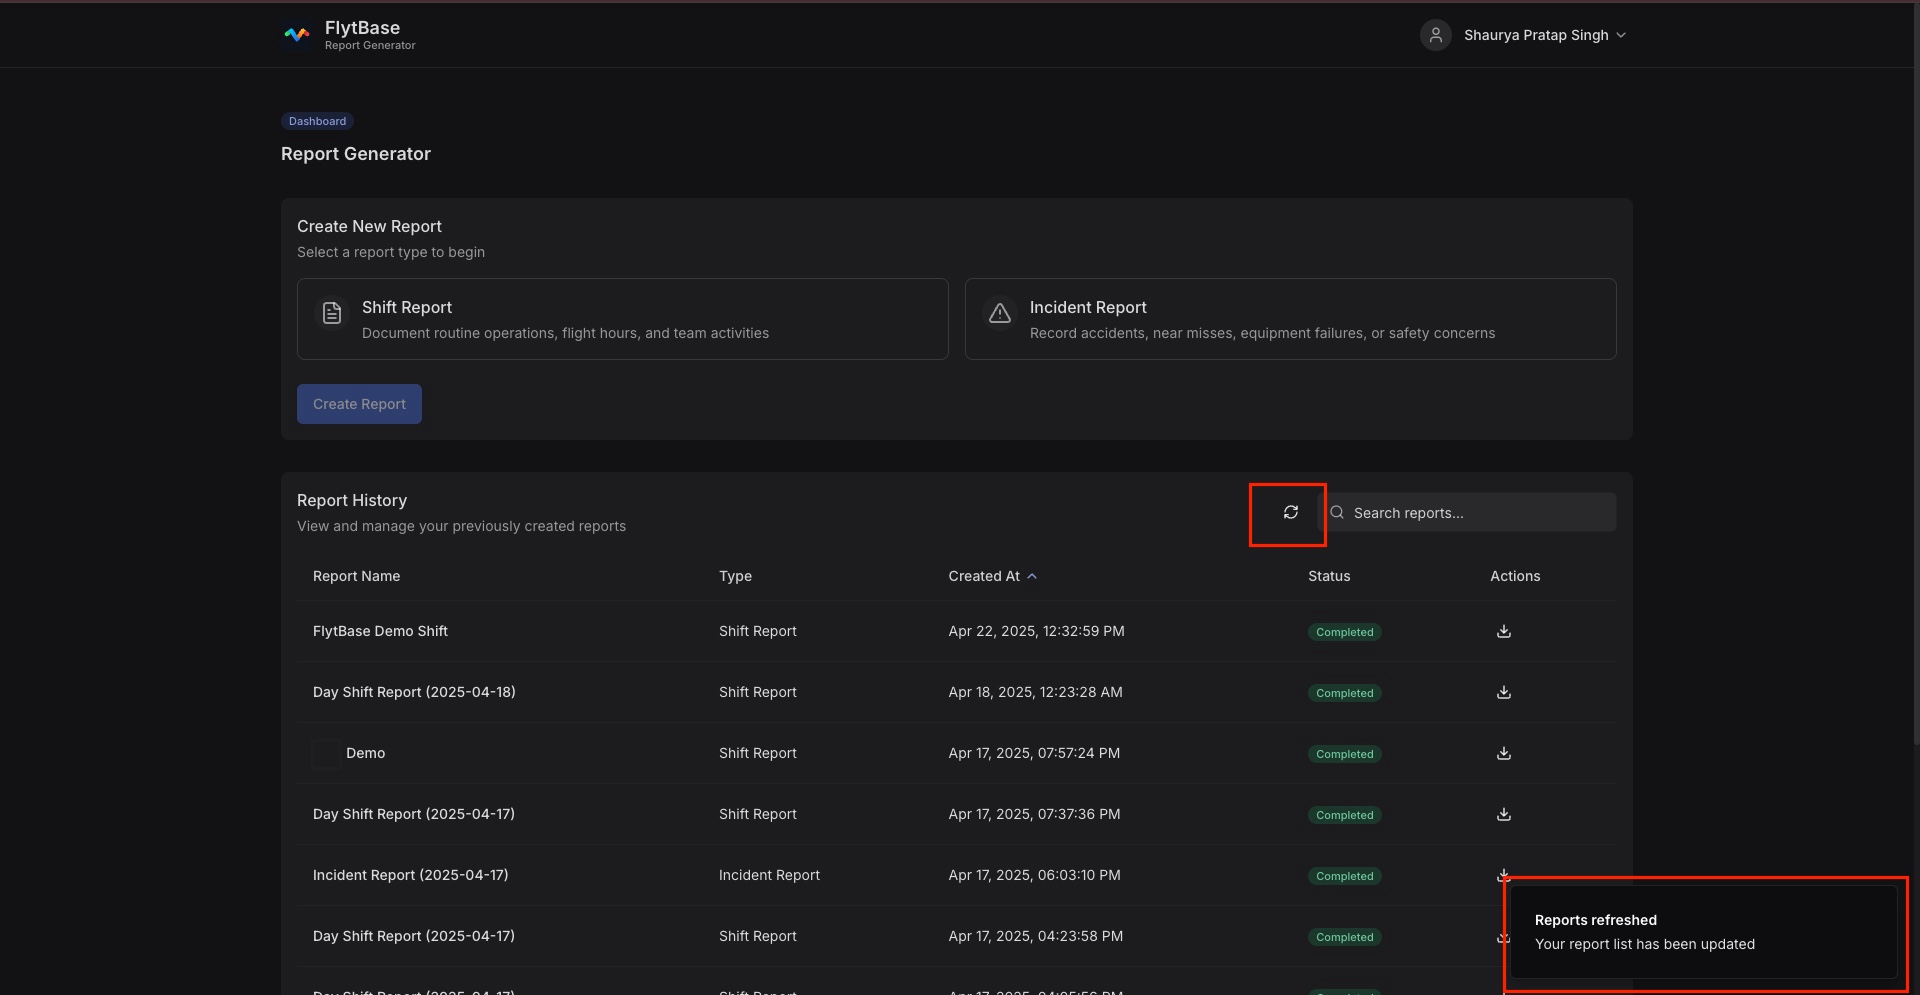 FlytBase
Report Generator
Shaurya Pratap Singh
Dashboard
Report Generator
Create New Report
Select a report type to begin
Shift Report
Document routine operations, flight hours, and team activities
Incident Report
Record accidents, near misses, equipment failures, or safety concerns
Create Report
Report History
View and manage your previously created reports
Search reports...
Report Name Type Created At Status Actions
FlytBase Demo Shift Shift Report Apr 22, 2025, 12:32:59 PM Completed
Day Shift Report (2025-04-18) Shift Report Apr 18, 2025, 12:23:28 AM Completed
Demo Shift Report Apr 17, 2025, 07:57:24 PM Completed
Day Shift Report (2025-04-17) Shift Report Apr 17, 2025, 07:37:36 PM Completed
Incident Report (2025-04-17) Incident Report Apr 17, 2025, 06:03:10 PM Completed
Day Shift Report (2025-04-17) Shift Report Apr 17, 2025, 04:23:58 PM Completed
Reports refreshed
Your report list has been updated